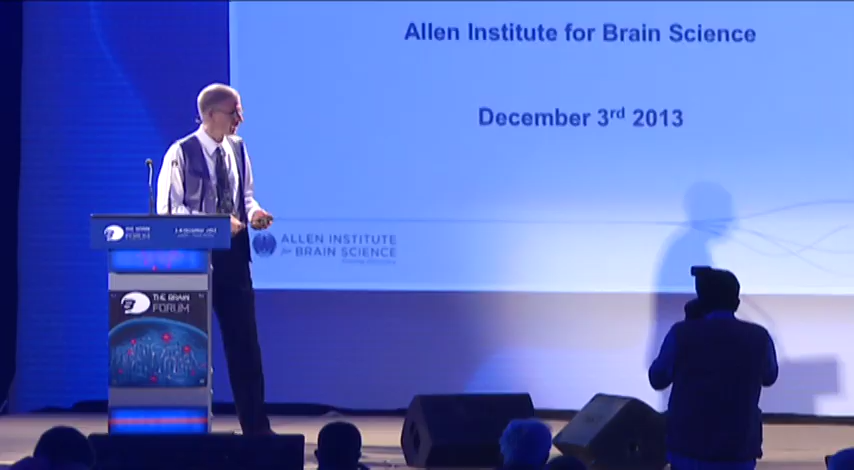 Allen Institute for Brain Science
December 3rd 2013
ALLEN INSTITUTE
for BRAIN SCIENCE
THE BRAIN
FORUM
THE BRAIN
FORUM